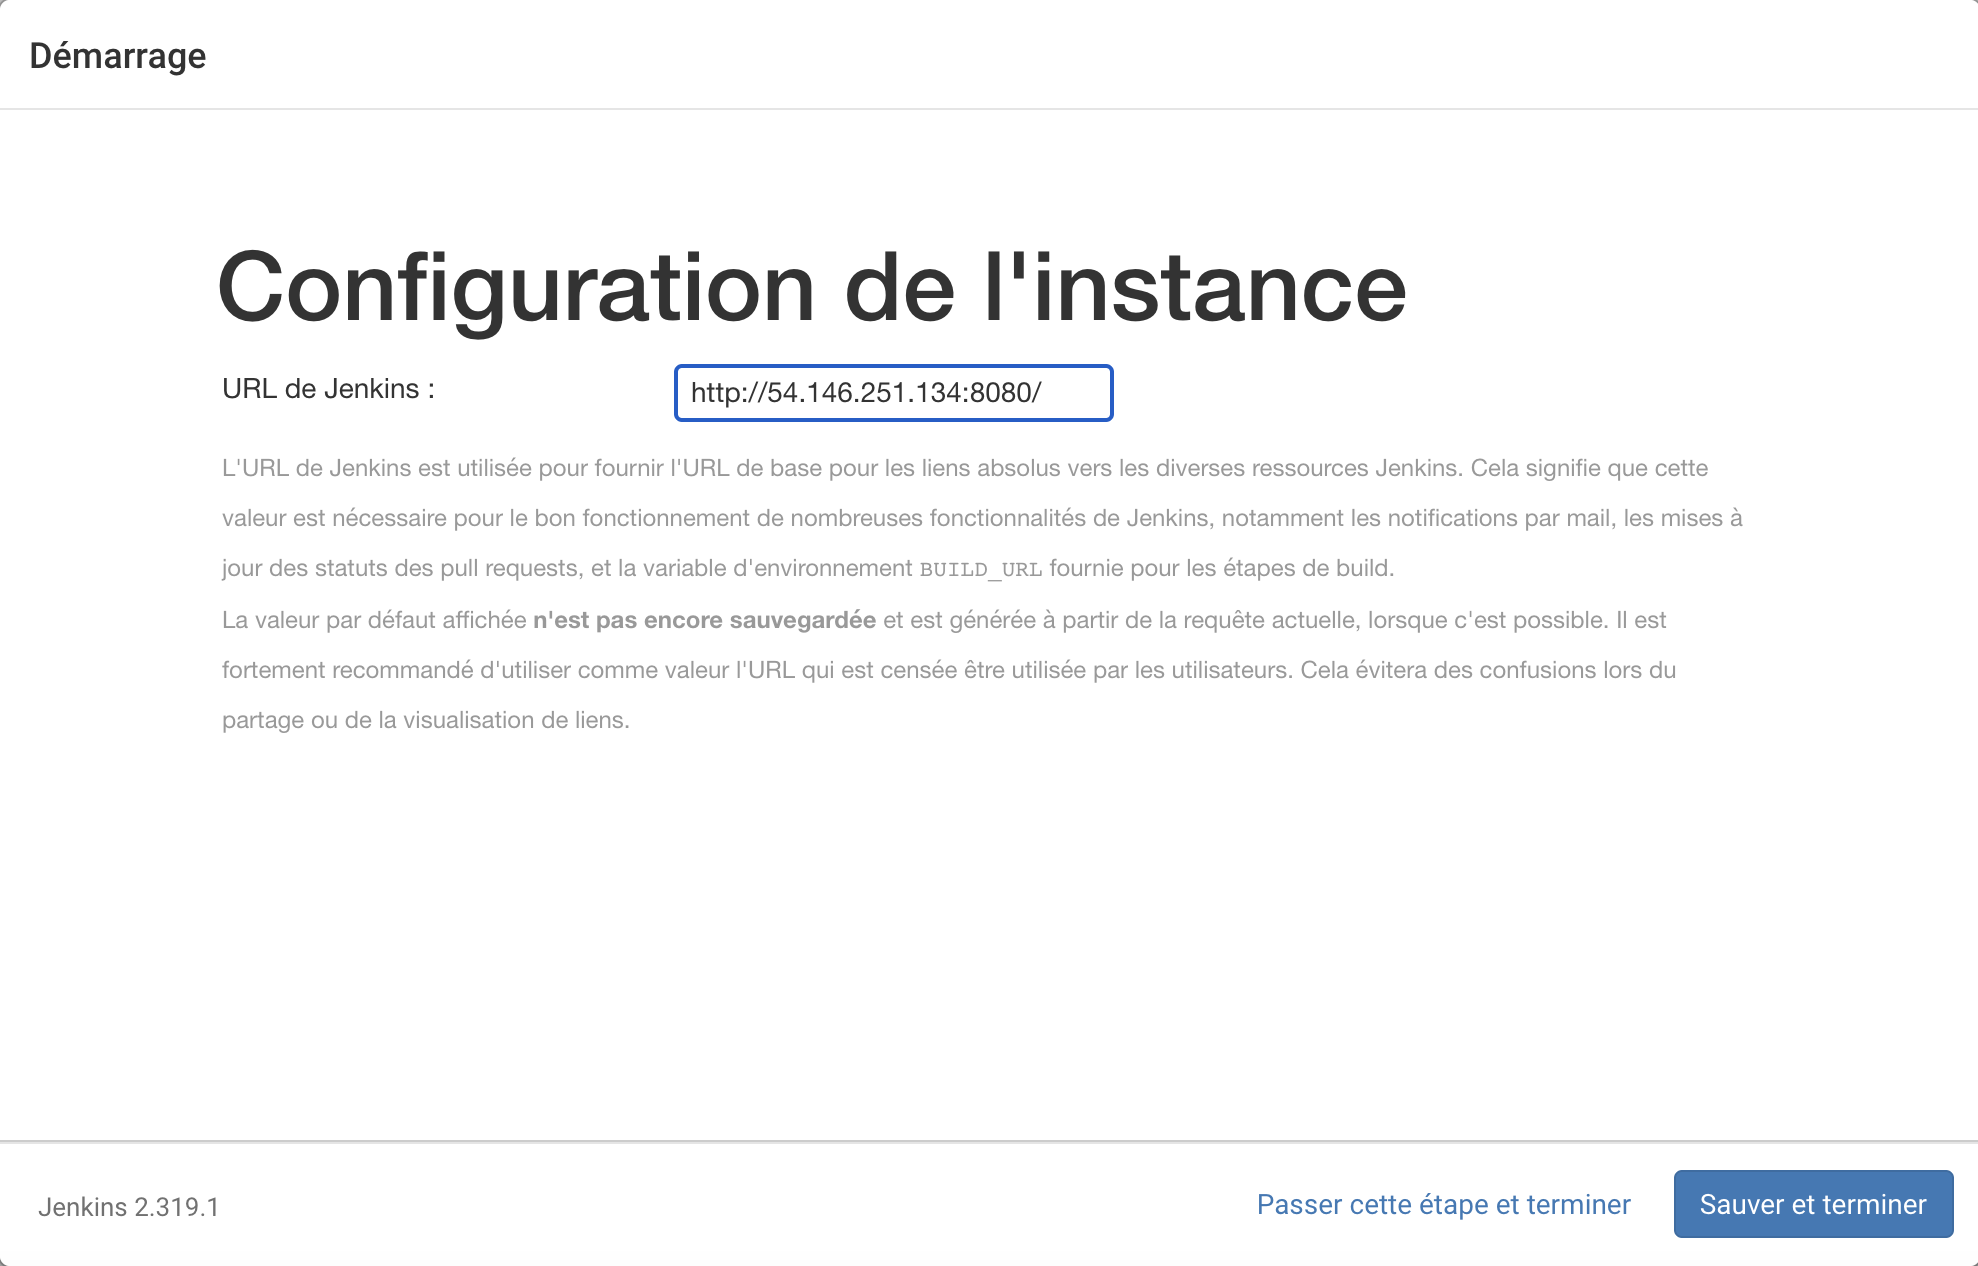 Démarrage
Configuration de l'instance
URL de Jenkins :
http://54.146.251.134:8080/
L'URL de Jenkins est utilisée pour fournir l'URL de base pour les liens absolus vers les diverses ressources Jenkins. Cela signifie que cette
valeur est nécessaire pour le bon fonctionnement de nombreuses fonctionnalités de Jenkins, notamment les notifications par mail, les mises à
jour des statuts des pull requests, et la variable d'environnement BUILD_URL fournie pour les étapes de build.
La valeur par défaut affichée n'est pas encore sauvegardée et est générée à partir de la requête actuelle, lorsque c'est possible. Il est
fortement recommandé d'utiliser comme valeur l'URL qui est censée être utilisée par les utilisateurs. Cela évitera des confusions lors du
partage ou de la visualisation de liens.
Jenkins 2.319.1
Passer cette étape et terminer
Sauver et terminer